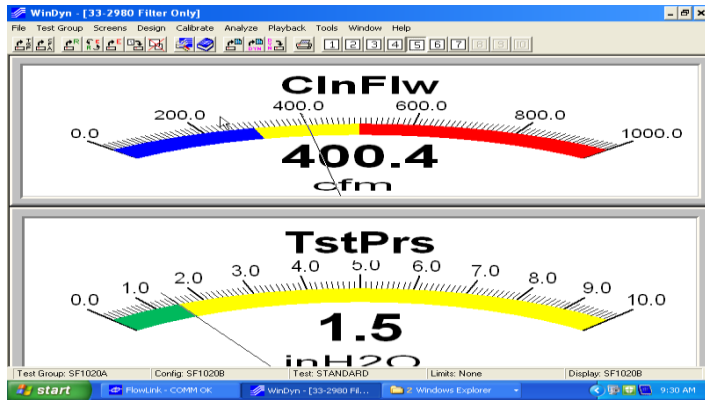 WinDyn - [33-2980 Filter Only]
File Test Group Screens Design Calibrate Analyze Playback Tools Window Help
1 2 3 4 5 6 7 8 9 10
ClnFlw
0.0 200.0 400.0 600.0 800.0 1000.0
400.4
cfm
TstPrs
0.0 1.0 2.0 3.0 4.0 5.0 6.0 7.0 8.0 9.0 10.0
1.5
inH2O
Test Group: SF1020A Config: SF1020B Test: STANDARD Limits: None Display: SF1020B
start FlowLink - COMM OK WinDyn - [33-2980 Fil... 2 Windows Explorer 9:30 AM